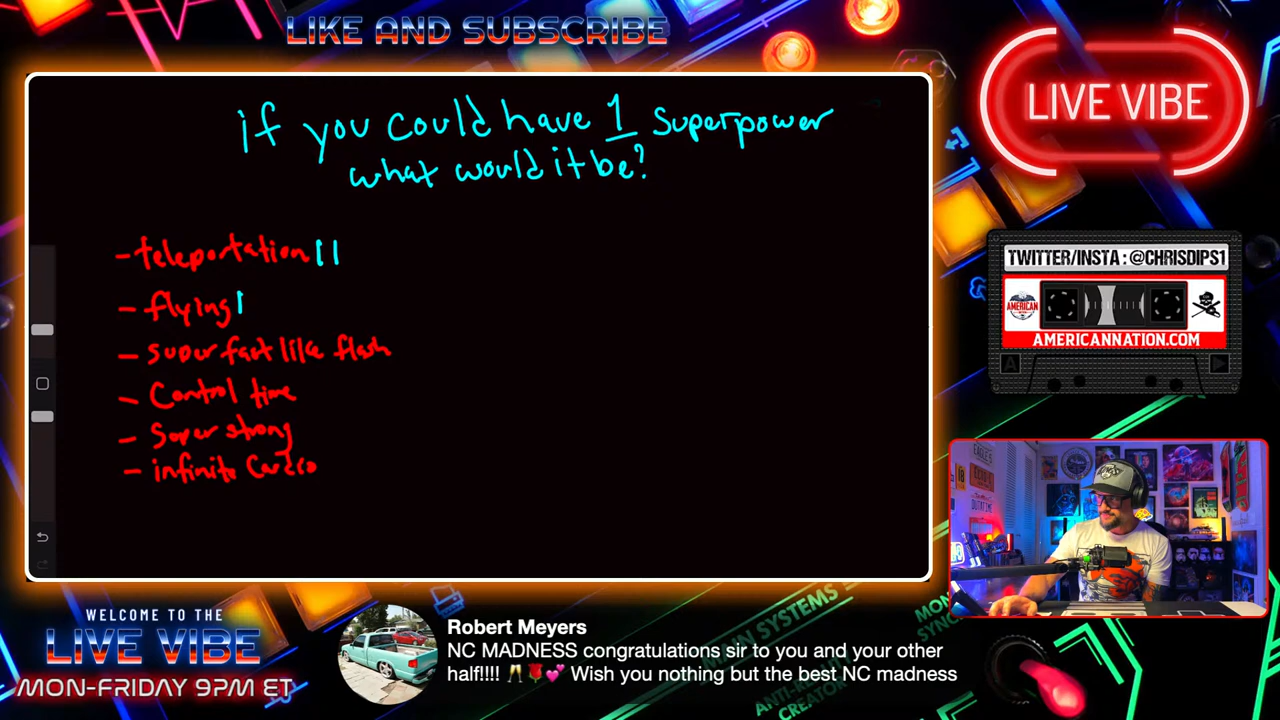 LIKE AND SUBSCRIBE
if you could have 1 superpower
what would it be?
- teleportation ||
- flying |
- super fast like flash
- Control time
- Super strong
- infinite
LIVE VIBE
TWITTER/INSTA : @CHRISDIPS1
AMERICAN
AMERICANNATION.COM
A
WELCOME TO THE
LIVE VIBE
MON-FRIDAY 9PM ET
Robert Meyers
NC MADNESS congratulations sir to you and your other
half!!!! 🥂🌹💕 Wish you nothing but the best NC madness